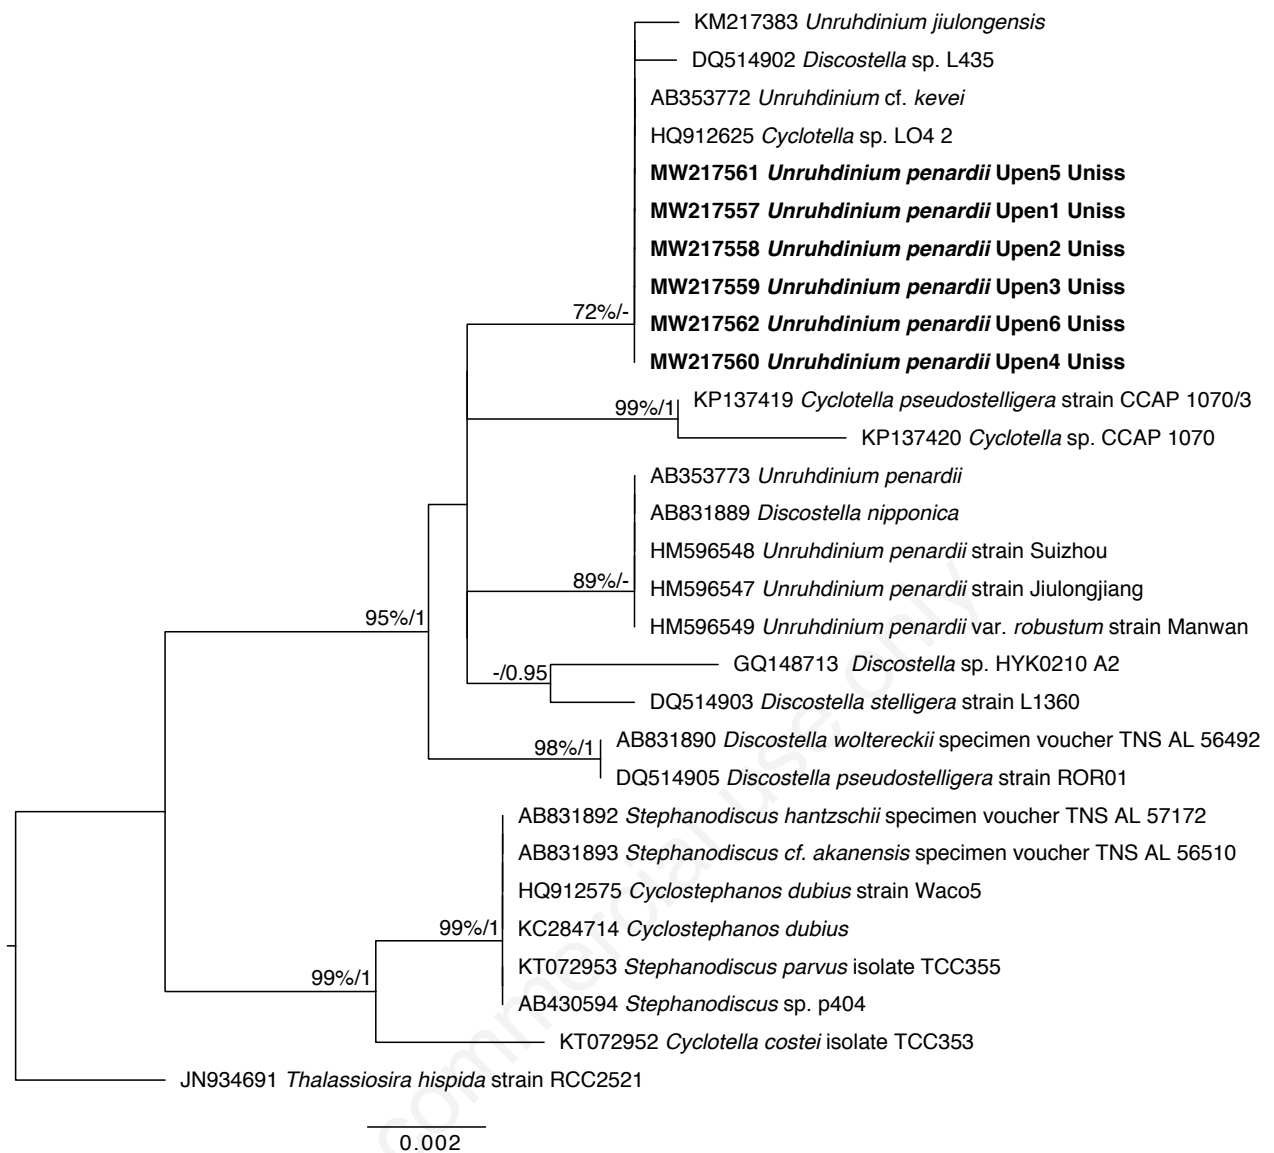 KM217383 Unruhdinium jiulongensis
DQ514902 Discostella sp. L435
AB353772 Unruhdinium cf. kevei
HQ912625 Cyclotella sp. LO4 2
MW217561 Unruhdinium penardii Upen5 Uniss
MW217557 Unruhdinium penardii Upen1 Uniss
MW217558 Unruhdinium penardii Upen2 Uniss
MW217559 Unruhdinium penardii Upen3 Uniss
72%/-
MW217562 Unruhdinium penardii Upen6 Uniss
MW217560 Unruhdinium penardii Upen4 Uniss
99%/1
KP137419 Cyclotella pseudostelligera strain CCAP 1070/3
KP137420 Cyclotella sp. CCAP 1070
AB353773 Unruhdinium penardii
AB831889 Discostella nipponica
HM596548 Unruhdinium penardii strain Suizhou
89%/-
HM596547 Unruhdinium penardii strain Jiulongjiang
95%/1
HM596549 Unruhdinium penardii var. robustum strain Manwan
-/0.95
GQ148713 Discostella sp. HYK0210 A2
DQ514903 Discostella stelligera strain L1360
98%/1
AB831890 Discostella woltereckii specimen voucher TNS AL 56492
DQ514905 Discostella pseudostelligera strain ROR01
AB831892 Stephanodiscus hantzschii specimen voucher TNS AL 57172
AB831893 Stephanodiscus cf. akanensis specimen voucher TNS AL 56510
HQ912575 Cyclostephanos dubius strain Waco5
99%/1
KC284714 Cyclostephanos dubius
99%/1
KT072953 Stephanodiscus parvus isolate TCC355
AB430594 Stephanodiscus sp. p404
KT072952 Cyclotella costei isolate TCC353
JN934691 Thalassiosira hispida strain RCC2521
0.002
commercial use only